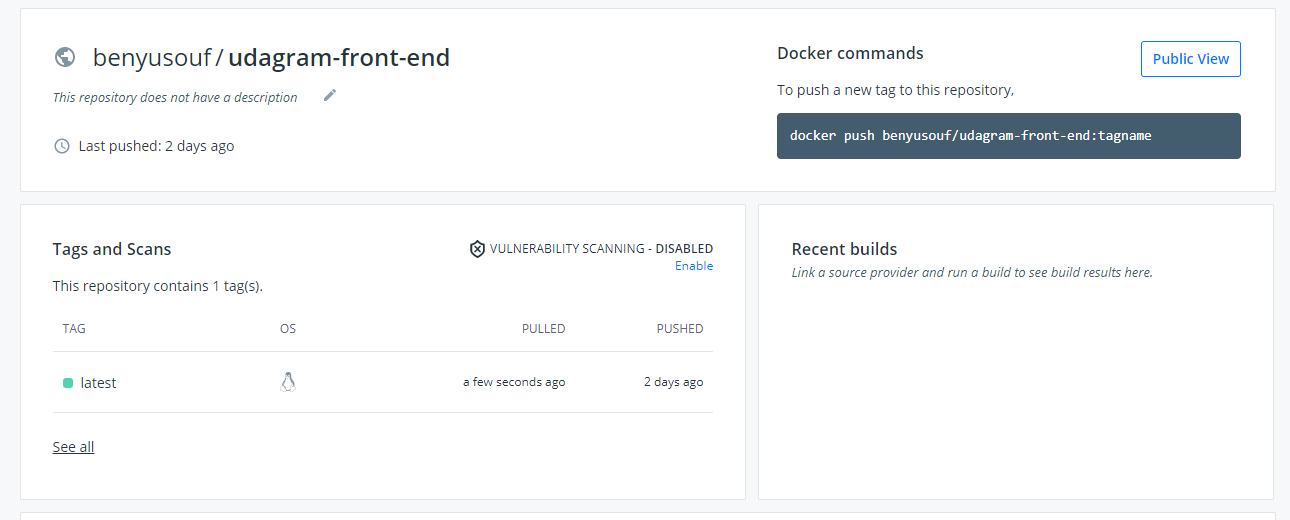 benyusouf / udagram-front-end
This repository does not have a description
Last pushed: 2 days ago
Docker commands
Public View
To push a new tag to this repository,
docker push benyusouf/udagram-front-end:tagname
Tags and Scans
VULNERABILITY SCANNING - DISABLED
Enable
This repository contains 1 tag(s).
TAG OS PULLED PUSHED
latest a few seconds ago 2 days ago
See all
Recent builds
Link a source provider and run a build to see build results here.